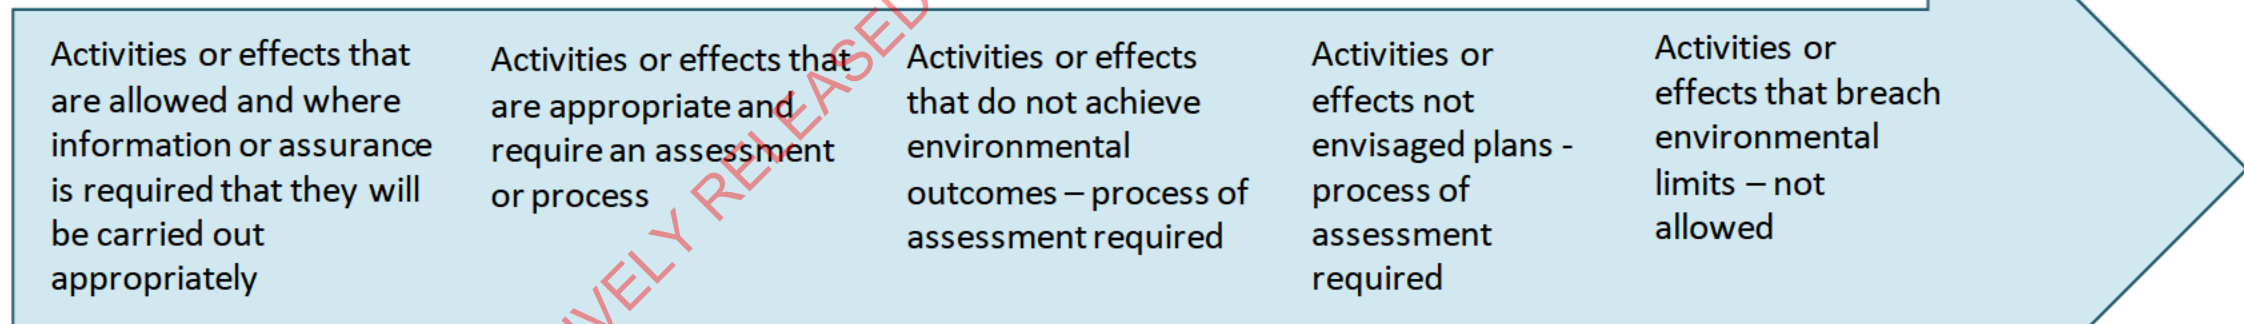 Activities or effects that
are allowed and where
information or assurance
is required that they will
be carried out
appropriately
Activities or effects that
are appropriate and
require an assessment
or process
Activities or effects
that do not achieve
environmental
outcomes – process of
assessment required
Activities or
effects not
envisaged plans -
process of
assessment
required
Activities or
effects that breach
environmental
limits – not
allowed
RELEASED